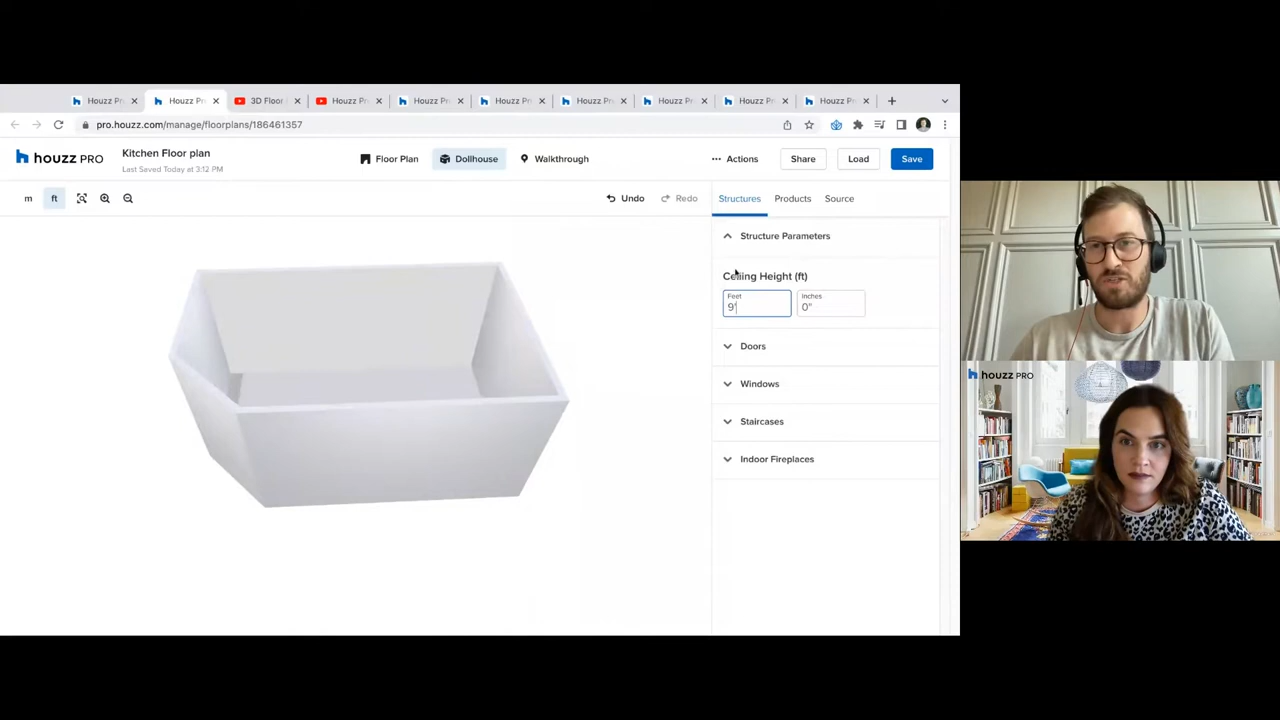 Houzz Pr
Houzz Pr
3D Floor
Houzz Pr
Houzz Pr
Houzz Pr
Houzz Pr
Houzz Pr
Houzz Pr
Houzz Pr
pro.houzz.com/manage/floorplans/186461357
houzz PRO
Kitchen Floor plan
Last Saved Today at 3:12 PM
Floor Plan
Dollhouse
Walkthrough
Actions
Share
Load
Save
m
ft
Undo
Redo
Structures
Products
Source
Structure Parameters
Ceiling Height (ft)
Feet
9'
Inches
0"
Doors
Windows
Staircases
Indoor Fireplaces
houzz PRO